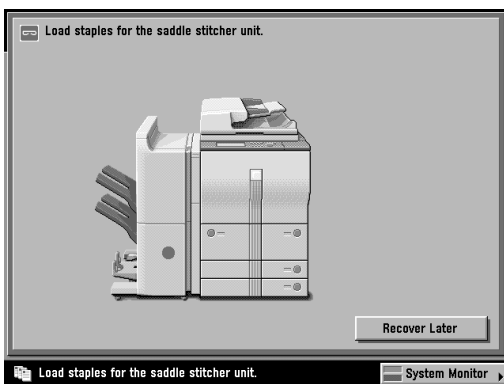 Load staples for the saddle stitcher unit.
Recover Later
Load staples for the saddle stitcher unit.
System Monitor